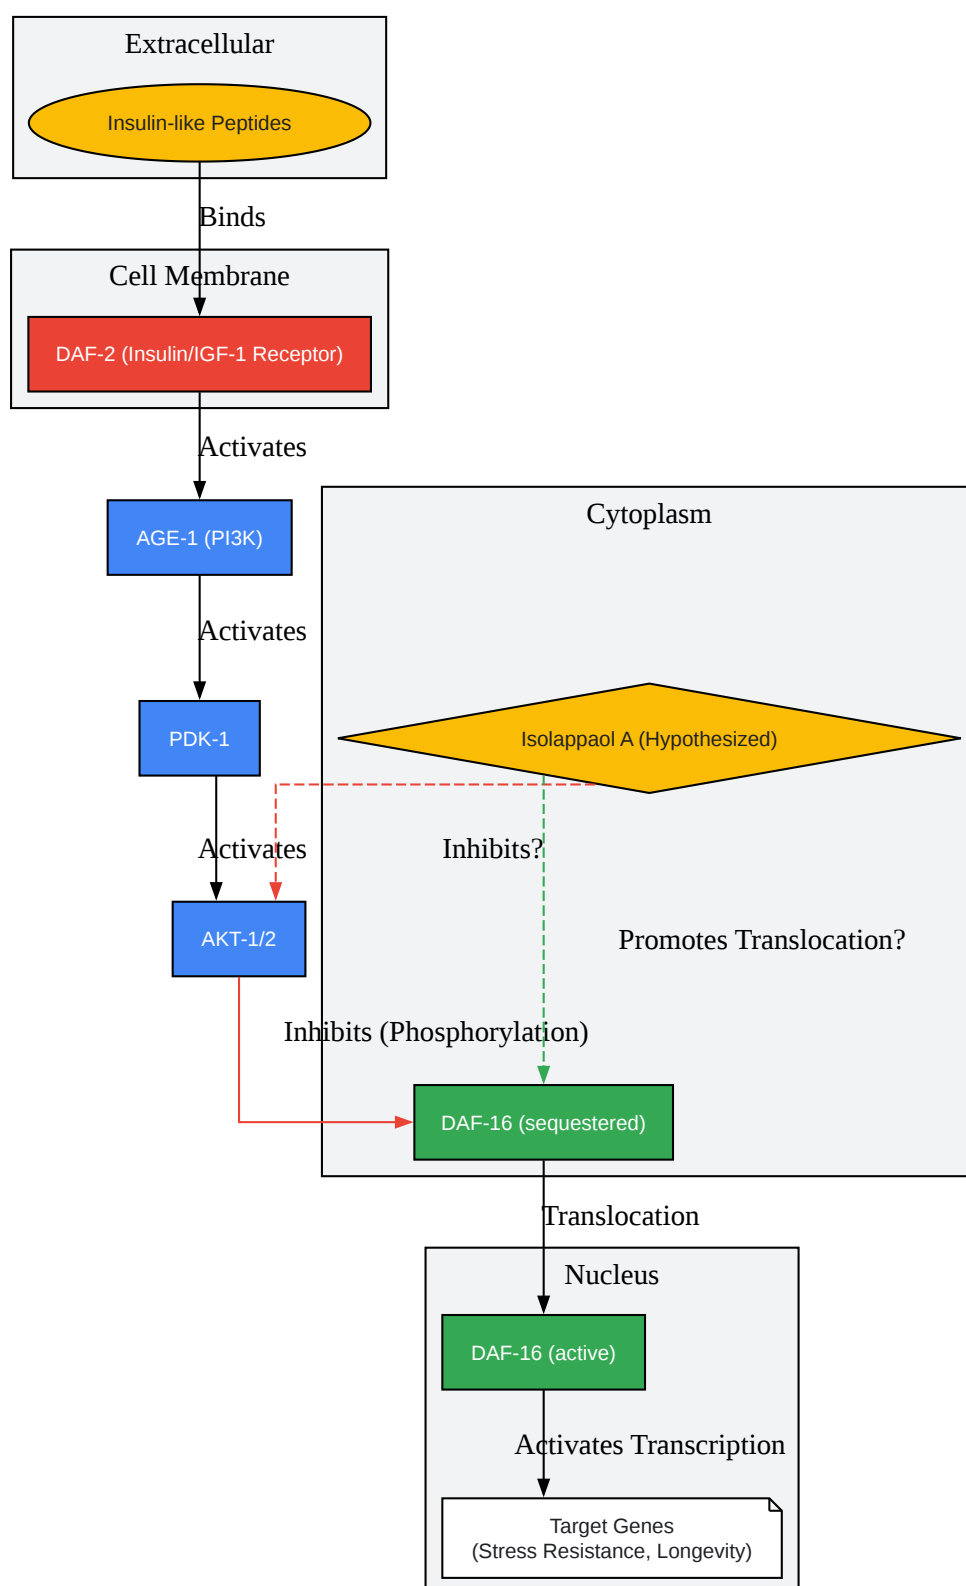 Extracellular
Insulin-like Peptides
Binds
Cell Membrane
DAF-2 (Insulin/IGF-1 Receptor)
Activates
AGE-1 (PI3K)
Cytoplasm
Activates
PDK-1
Isolappaol A (Hypothesized)
Activates
Inhibits?
AKT-1/2
Promotes Translocation?
Inhibits (Phosphorylation)
DAF-16 (sequestered)
Translocation
Nucleus
DAF-16 (active)
Activates Transcription
Target Genes
(Stress Resistance, Longevity)